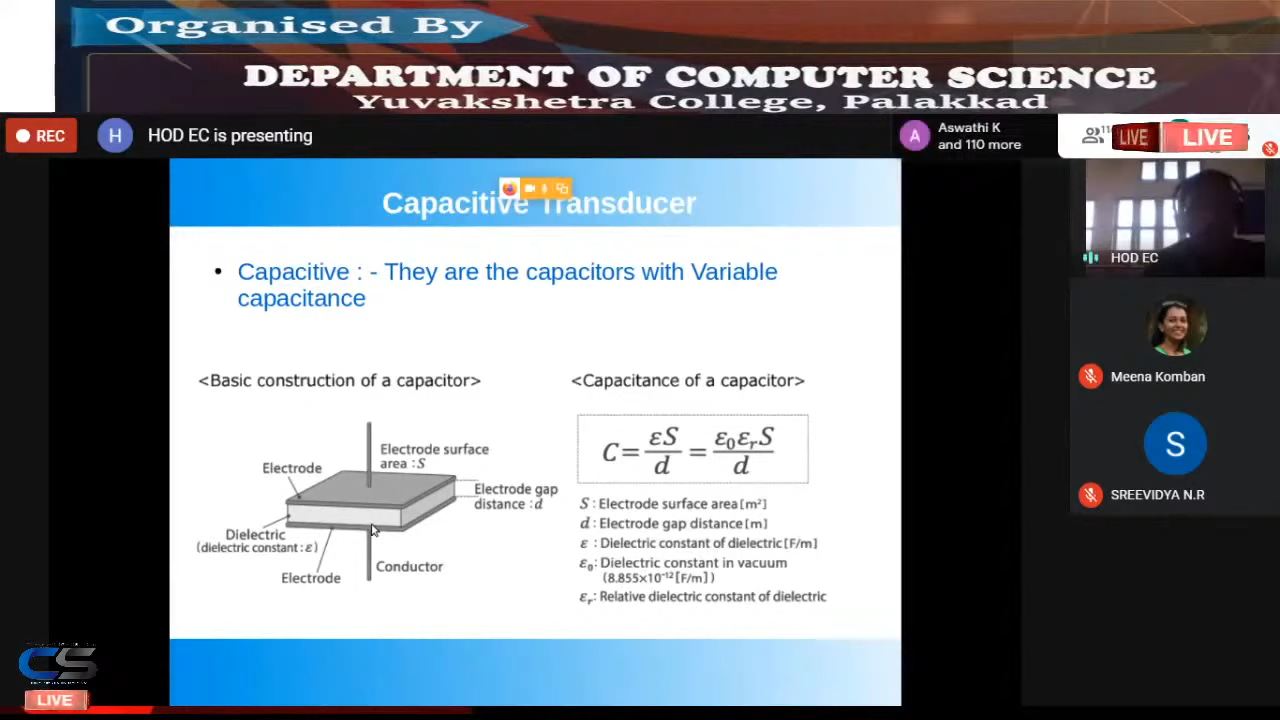 Organised By
DEPARTMENT OF COMPUTER SCIENCE
Yuvakshetra College, Palakkad
REC
H
HOD EC is presenting
A
Aswathi K
and 110 more
LIVE
LIVE
Capacitive Transducer
• Capacitive : - They are the capacitors with Variable
capacitance
<Basic construction of a capacitor>
Electrode surface
area : S
Electrode
Electrode gap
distance : d
Dielectric
(dielectric constant : ε)
Electrode
Conductor
<Capacitance of a capacitor>
C = εS/d = ε₀εᵣS/d
S : Electrode surface area [m²]
d : Electrode gap distance [m]
ε : Dielectric constant of dielectric [F/m]
ε₀: Dielectric constant in vacuum
(8.855×10⁻¹² [F/m])
εᵣ: Relative dielectric constant of dielectric
HOD EC
Meena Komban
S
SREEVIDYA N.R
CS
LIVE